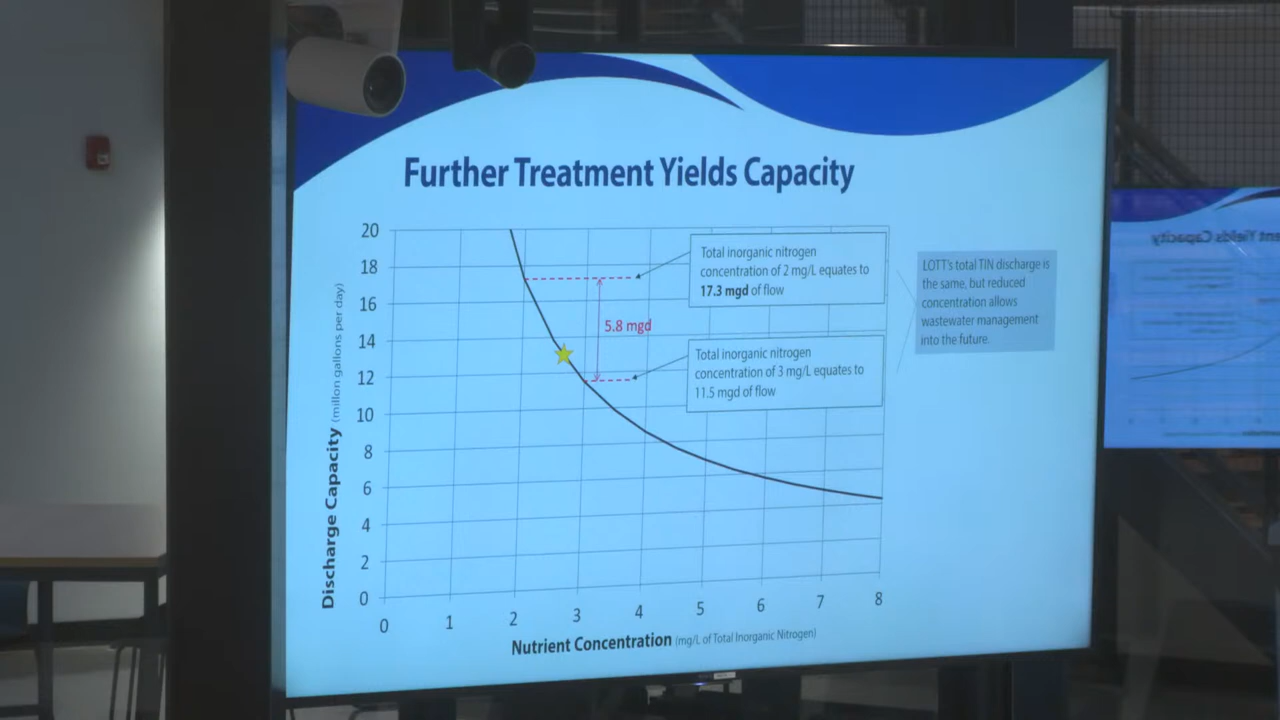 Further Treatment Yields Capacity
20
18
16
14
12
10
8
6
4
2
0
Discharge Capacity (millon gallons per day)
Total inorganic nitrogen
concentration of 2 mg/L equates to
17.3 mgd of flow
5.8 mgd
Total inorganic nitrogen
concentration of 3 mg/L equates to
11.5 mgd of flow
LOTT's total TIN discharge is
the same, but reduced
concentration allows
wastewater management
into the future.
0 1 2 3 4 5 6 7 8
Nutrient Concentration (mg/L of Total Inorganic Nitrogen)
ent Yields Capacity